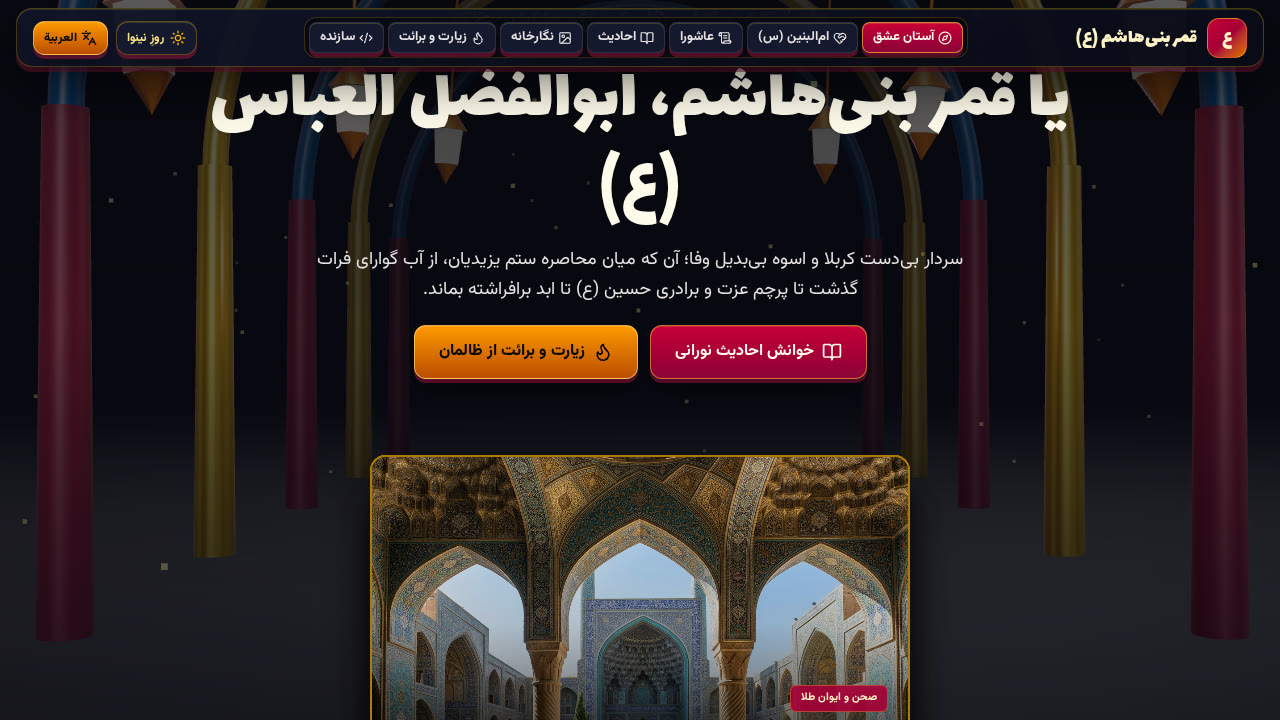 ع
قمر بنی‌هاشم (ع)
آستان عشق
ام‌البنین (س)
عاشورا
احادیث
نگارخانه
زیارت و برائت
سازنده
روز نینوا
العربية
یا قمر بنی‌هاشم، ابوالفضل العباس
(ع)
سردار بی‌دست کربلا و اسوه بی‌بدیل وفا؛ آن که میان محاصره ستم یزیدیان، از آب گوارای فرات
گذشت تا پرچم عزت و برادری حسین (ع) تا ابد برافراشته بماند.
خوانش احادیث نورانی
زیارت و برائت از ظالمان
صحن و ایوان طلا